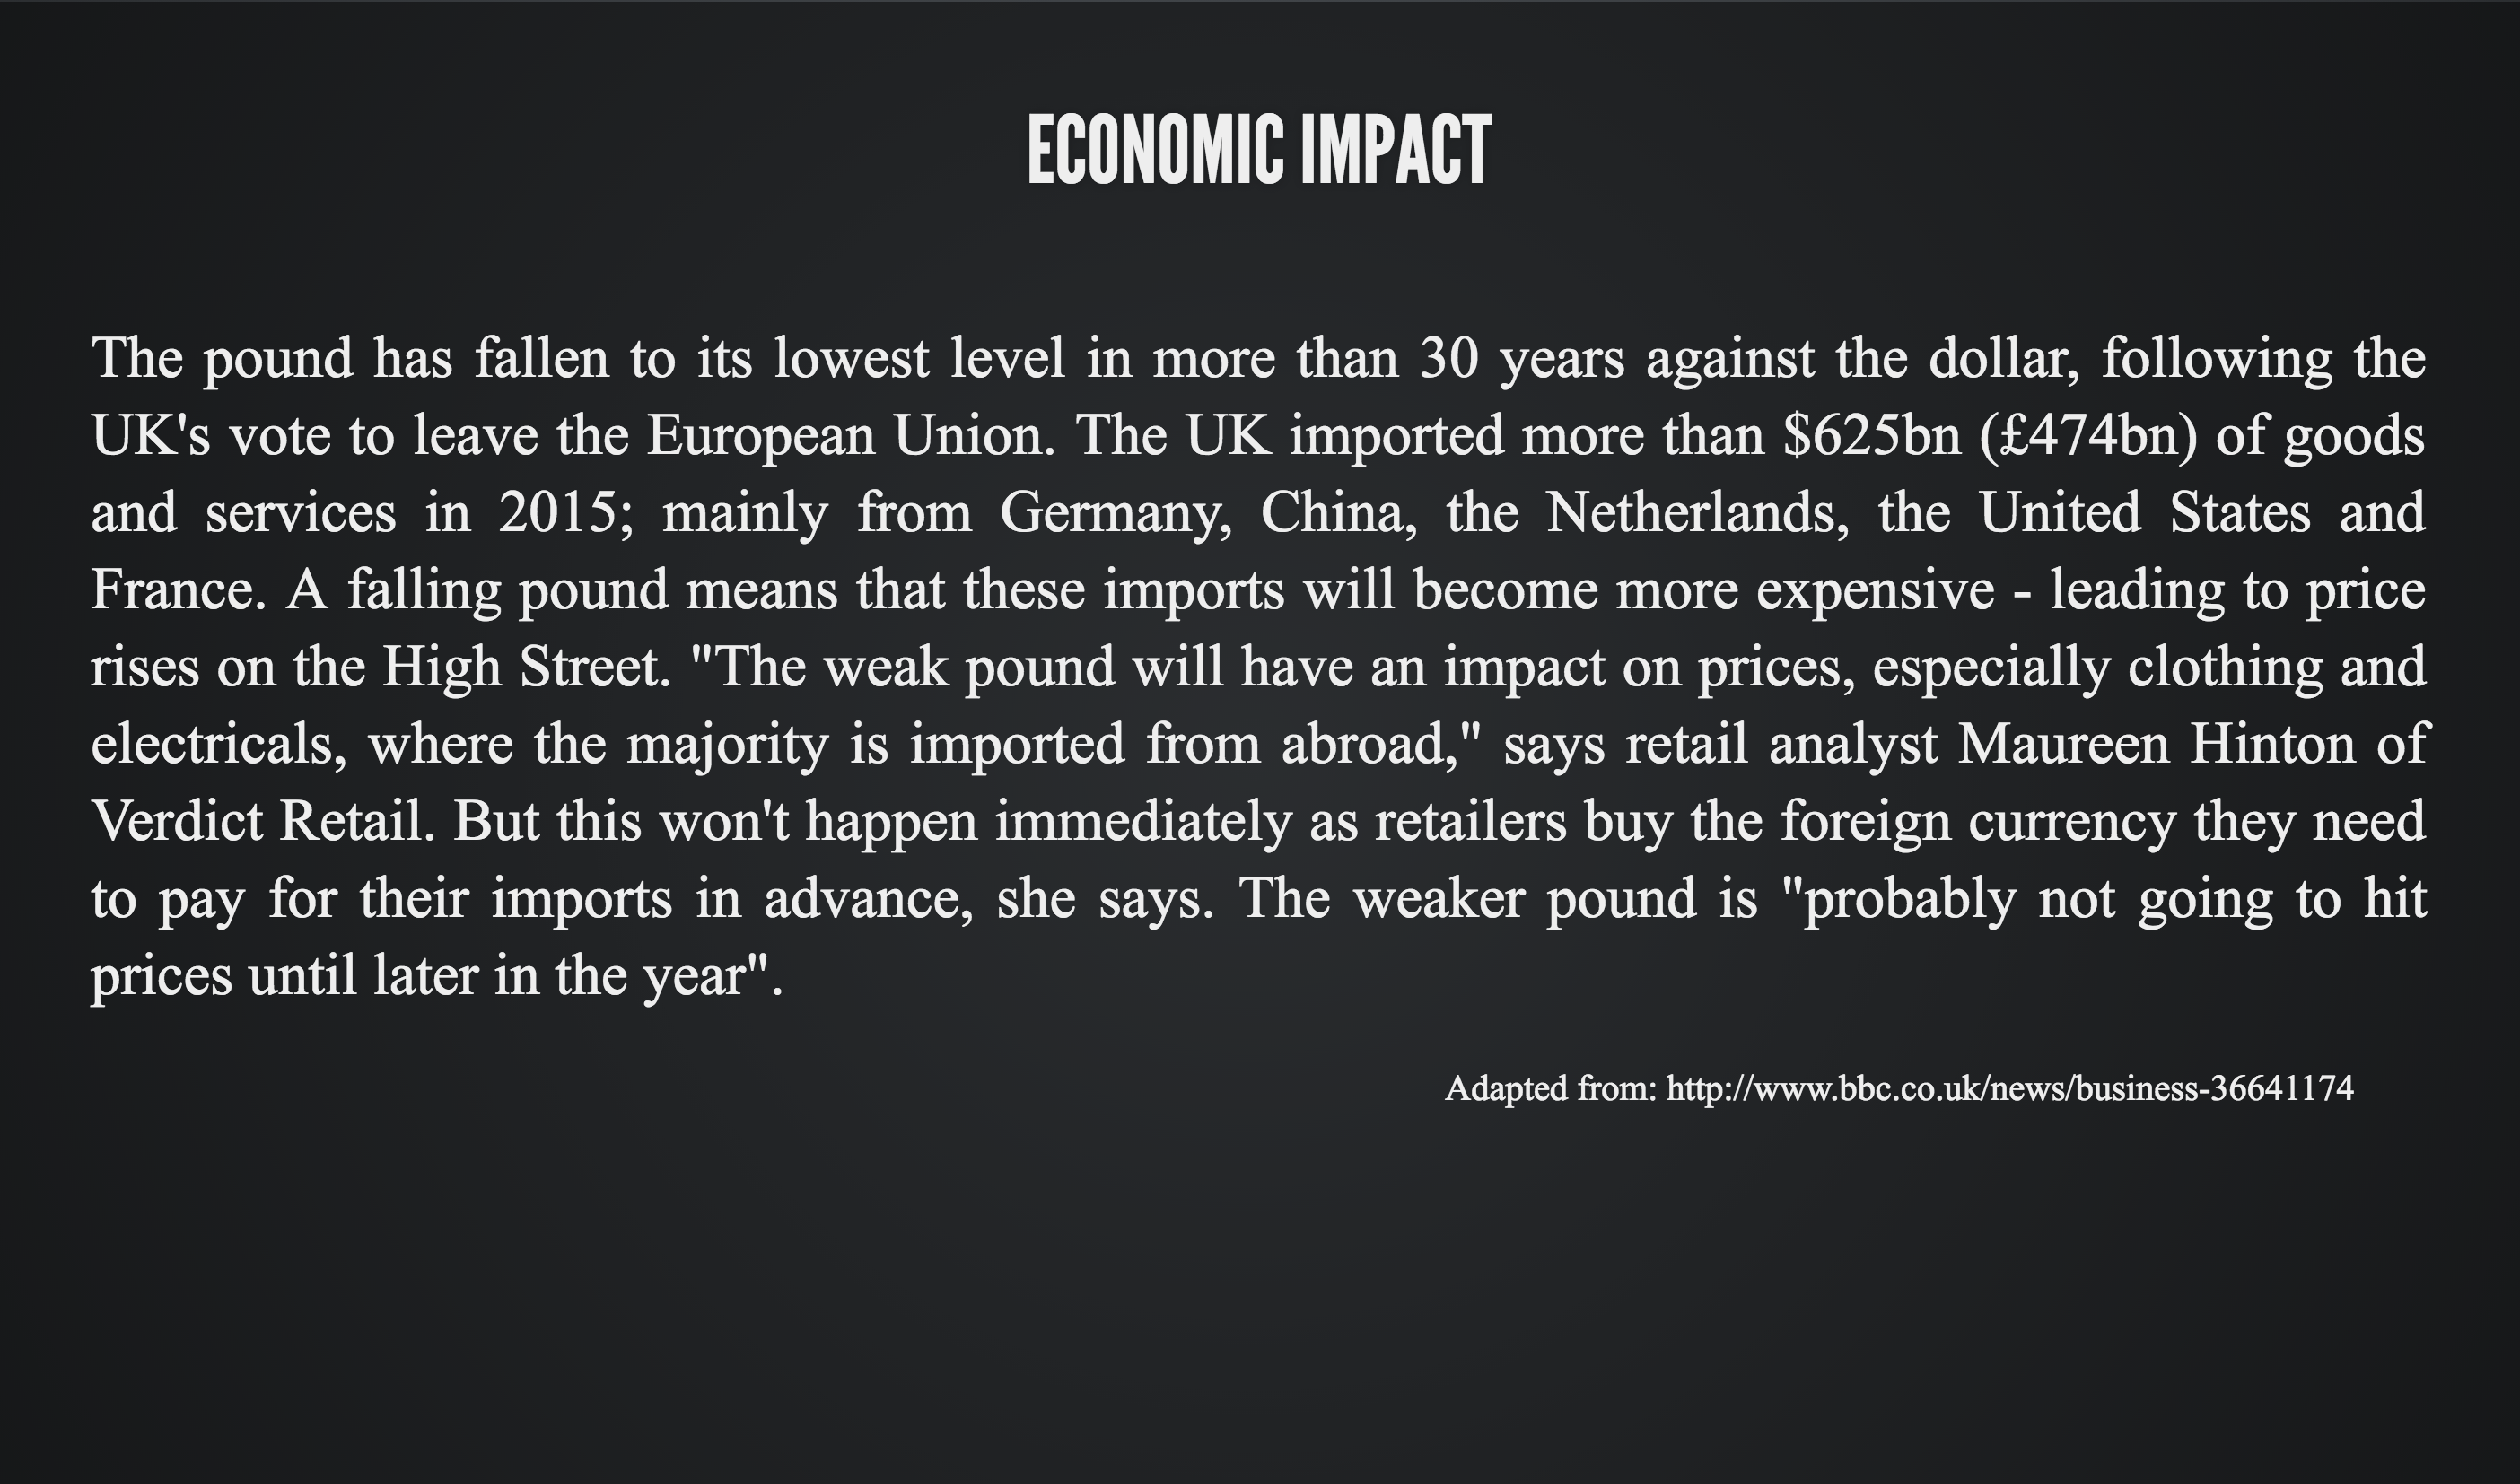 ECONOMIC IMPACT
The pound has fallen to its lowest level in more than 30 years against the dollar, following the
UK's vote to leave the European Union. The UK imported more than $625bn (£474bn) of goods
and services in 2015; mainly from Germany, China, the Netherlands, the United States and
France. A falling pound means that these imports will become more expensive - leading to price
rises on the High Street. "The weak pound will have an impact on prices, especially clothing and
electricals, where the majority is imported from abroad," says retail analyst Maureen Hinton of
Verdict Retail. But this won't happen immediately as retailers buy the foreign currency they need
to pay for their imports in advance, she says. The weaker pound is "probably not going to hit
prices until later in the year".
Adapted from: http://www.bbc.co.uk/news/business-36641174